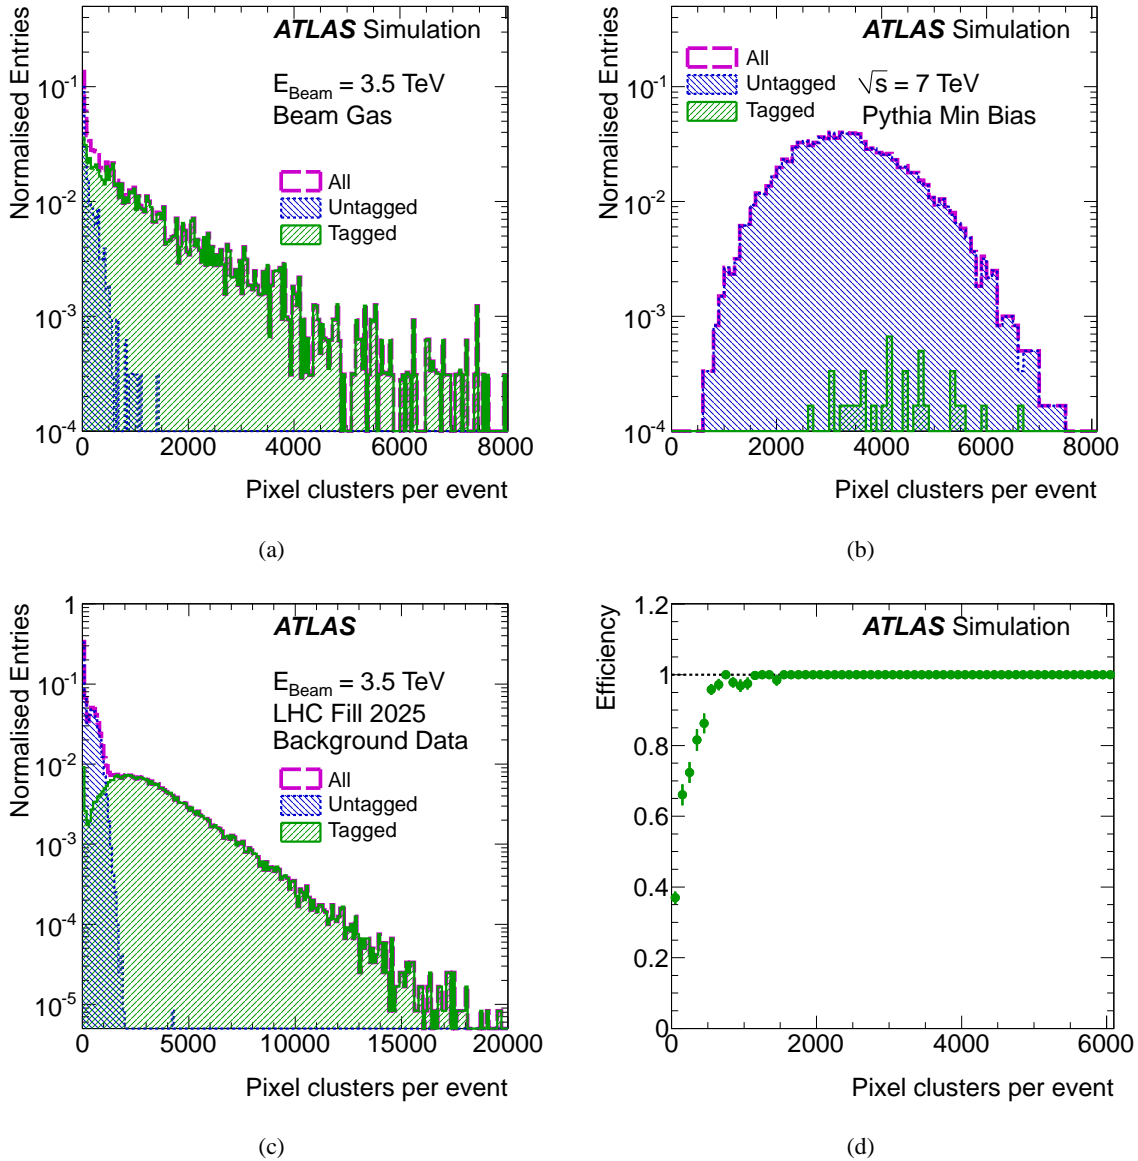 Normalised Entries
ATLAS Simulation
E_Beam = 3.5 TeV
Beam Gas
All
Untagged
Tagged
10^-1
10^-2
10^-3
10^-4
0 2000 4000 6000 8000
Pixel clusters per event
(a)
Normalised Entries
ATLAS Simulation
All
Untagged
Tagged
√s = 7 TeV
Pythia Min Bias
10^-1
10^-2
10^-3
10^-4
0 2000 4000 6000 8000
Pixel clusters per event
(b)
Normalised Entries
ATLAS
E_Beam = 3.5 TeV
LHC Fill 2025
Background Data
All
Untagged
Tagged
1
10^-1
10^-2
10^-3
10^-4
10^-5
0 5000 10000 15000 20000
Pixel clusters per event
(c)
Efficiency
ATLAS Simulation
1.2
1
0.8
0.6
0.4
0.2
0
0 2000 4000 6000
Pixel clusters per event
(d)